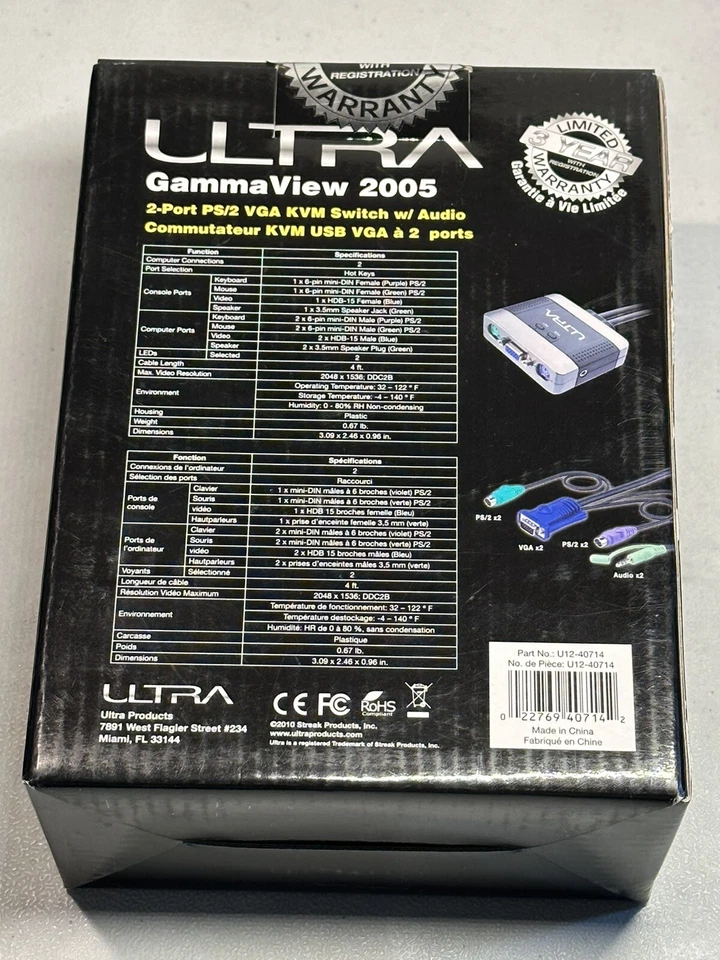 WITH
REGISTRATION
WARRANTY
ULTRA
LIMITED
3 YEAR
WITH
REGISTRATION
WARRANTY
Garantie à Vie Limitée
GammaView 2005
2-Port PS/2 VGA KVM Switch w/ Audio
Commutateur KVM USB VGA à 2 ports
Function Specifications
Computer Connections 2
Port Selection Hot Keys
Console Ports Keyboard 1 x 6-pin mini-DIN Female (Purple) PS/2
Mouse 1 x 6-pin mini-DIN Female (Green) PS/2
Video 1 x HDB-15 Female (Blue)
Speaker 1 x 3.5mm Speaker Jack (Green)
Computer Ports Keyboard 2 x 6-pin mini-DIN Male (Purple) PS/2
Mouse 2 x 6-pin mini-DIN Male (Green) PS/2
Video 2 x HDB-15 Male (Blue)
Speaker 2 x 3.5mm Speaker Plug (Green)
LEDs Selected 2
Cable Length 4 ft.
Max. Video Resolution 2048 x 1536; DDC2B
Environment Operating Temperature: 32 – 122 ° F
Storage Temperature: -4 – 140° F
Humidity: 0 - 80% RH Non-condensing
Housing Plastic
Weight 0.67 lb.
Dimensions 3.09 x 2.46 x 0.96 in.
ULTRA
Fonction Spécifications
Connexions de l'ordinateur 2
Sélection des ports Raccourci
Ports de console Clavier 1 x mini-DIN mâles à 6 broches (violet) PS/2
Souris 1 x mini-DIN mâles à 6 broches (verte) PS/2
vidéo 1 x HDB 15 broches femelle (Bleu)
Hautparleurs 1 x prise d'enceinte femelle 3,5 mm (verte)
Ports de l'ordinateur Clavier 2 x mini-DIN mâles à 6 broches (violet) PS/2
Souris 2 x mini-DIN mâles à 6 broches (verte) PS/2
vidéo 2 x HDB 15 broches mâles (Bleu)
Hautparleurs 2 x prises d'enceintes mâles 3,5 mm (verte)
Voyants Sélectionné 2
Longueur de câble 4 ft.
Résolution Vidéo Maximum 2048 x 1536; DDC2B
Environnement Température de fonctionnement: 32 – 122 ° F
Température destockage: -4 – 140° F
Humidité: HR de 0 à 80 %, sans condensation
Carcasse Plastique
Poids 0.67 lb.
Dimensions 3.09 x 2.46 x 0.96 in.
PS/2 x2
VGA x2
PS/2 x2
Audio x2
ULTRA
Ultra Products
7891 West Flagler Street #234
Miami, FL 33144
CE FC RoHS
Compliant
©2010 Streak Products, Inc.
www.ultraproducts.com
Ultra is a registered Trademark of Streak Products, Inc.
Part No.: U12-40714
No. de Pièce: U12-40714
0 22769 40714 2
Made in China
Fabriqué en Chine